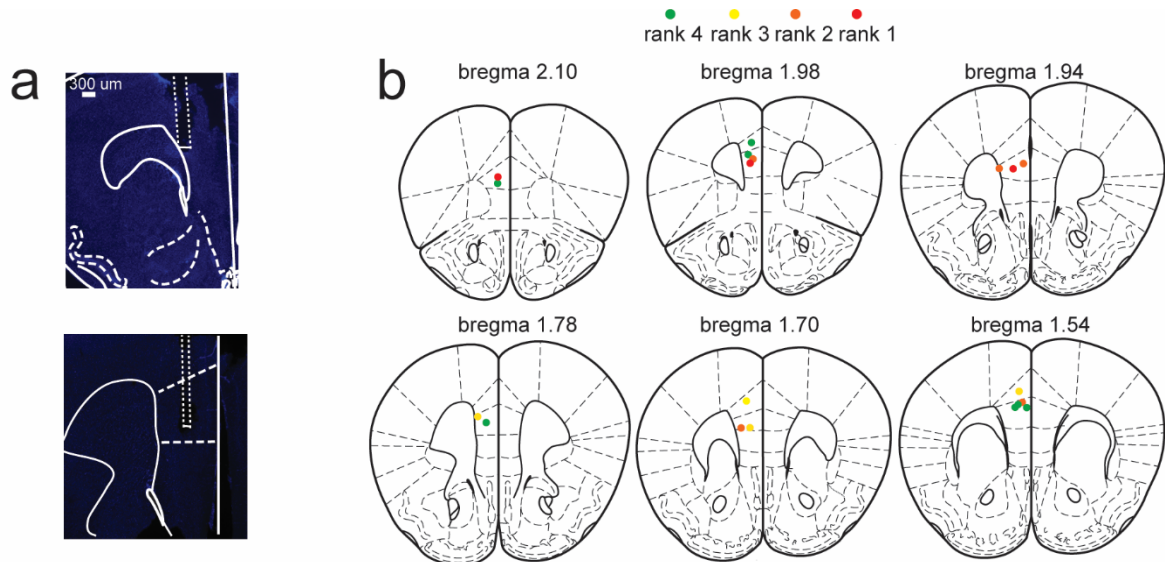 a
300 um
b
rank 4 rank 3 rank 2 rank 1
bregma 2.10
bregma 1.98
bregma 1.94
bregma 1.78
bregma 1.70
bregma 1.54